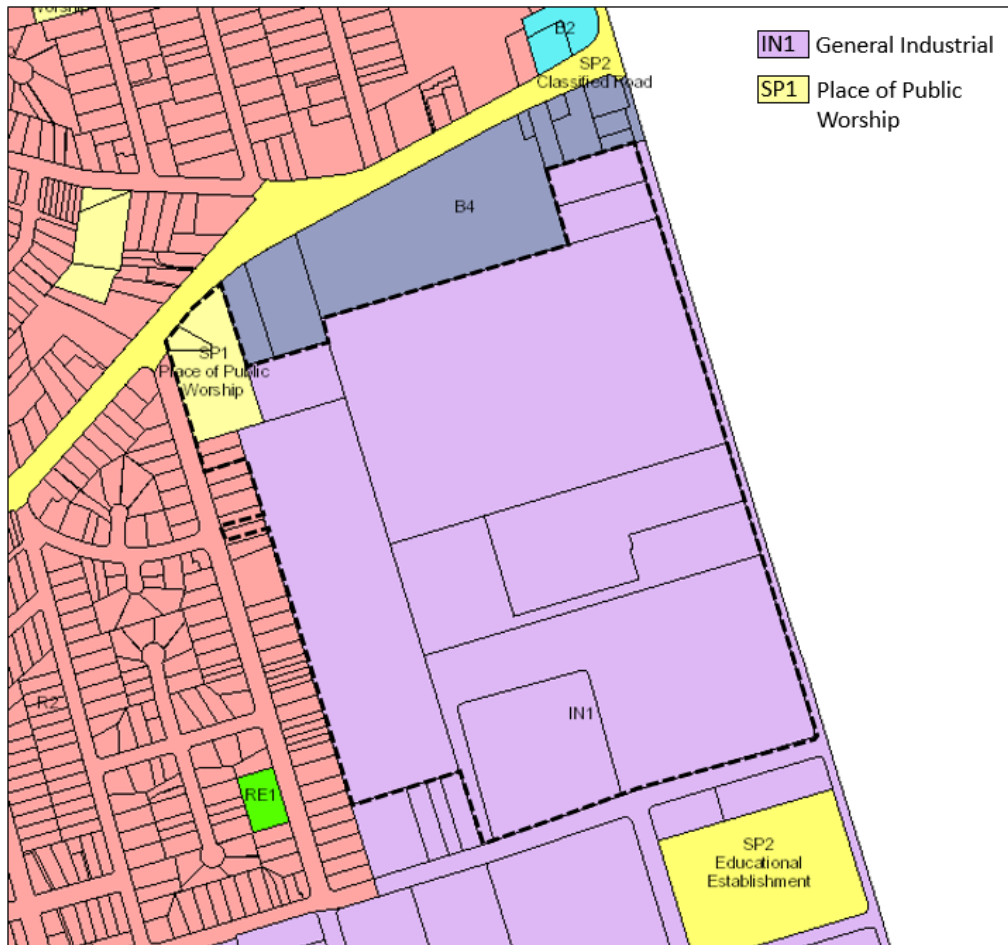 Worship
B2
SP2
Classified Road
IN1 General Industrial
SP1 Place of Public
Worship
B4
SP1
Place of Public
Worship
R2
IN1
RE1
SP2
Educational
Establishment